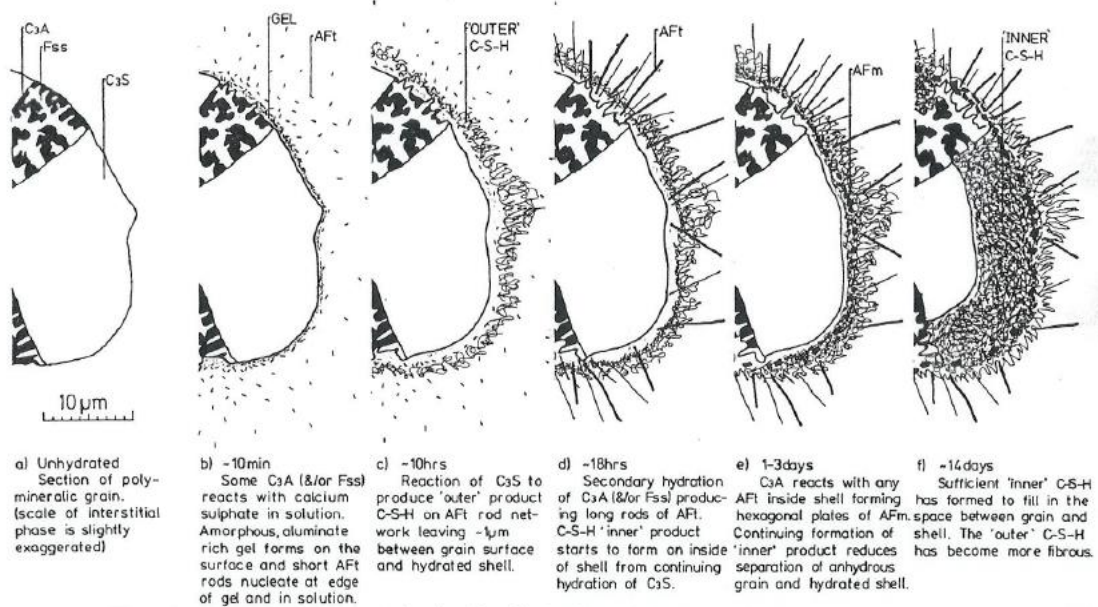 C₃A
Fss
C₃S
GEL
AFt
'OUTER'
C-S-H
AFt
AFm
'INNER'
C-S-H
10 µm
a) Unhydrated
Section of poly-
mineralic grain.
(scale of interstitial
phase is slightly
exaggerated)
b) ~10min
Some C₃A (&/or Fss)
reacts with calcium
sulphate in solution.
Amorphous, aluminate
rich gel forms on the
surface and short AFt
rods nucleate at edge
of gel and in solution.
c) ~10hrs
Reaction of C₃S to
produce 'outer' product
C-S-H on AFt rod net-
work leaving ~1µm
between grain surface
and hydrated shell.
d) ~18hrs
Secondary hydration
of C₃A (&/or Fss) produc-
ing long rods of AFt.
C-S-H 'inner' product
starts to form on inside
of shell from continuing
hydration of C₃S.
e) 1-3days
C₃A reacts with any
AFt inside shell forming
hexagonal plates of AFm.
Continuing formation of
'inner' product reduces
separation of anhydrous
grain and hydrated shell.
f) ~14days
Sufficient 'inner' C-S-H
has formed to fill in the
space between grain and
shell. The 'outer' C-S-H
has become more fibrous.